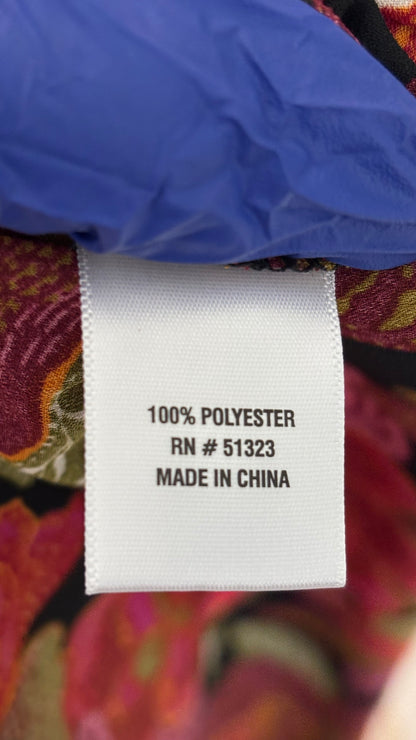 100% POLYESTER
RN # 51323
MADE IN CHINA